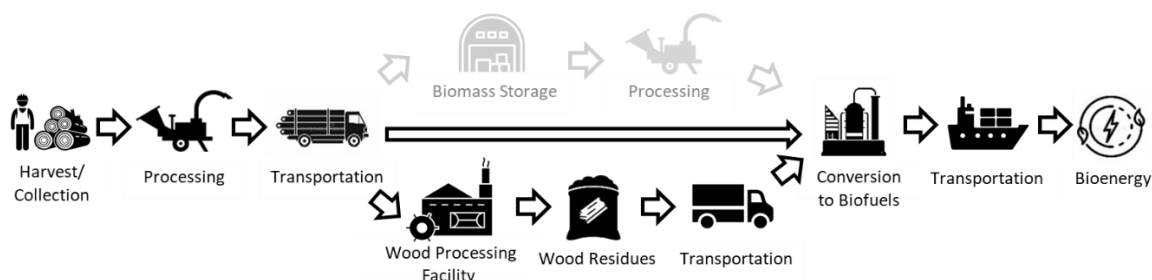 Biomass Storage
Processing
Harvest/
Collection
Processing
Transportation
Conversion
to Biofuels
Transportation
Bioenergy
Wood Processing
Facility
Wood Residues
Transportation